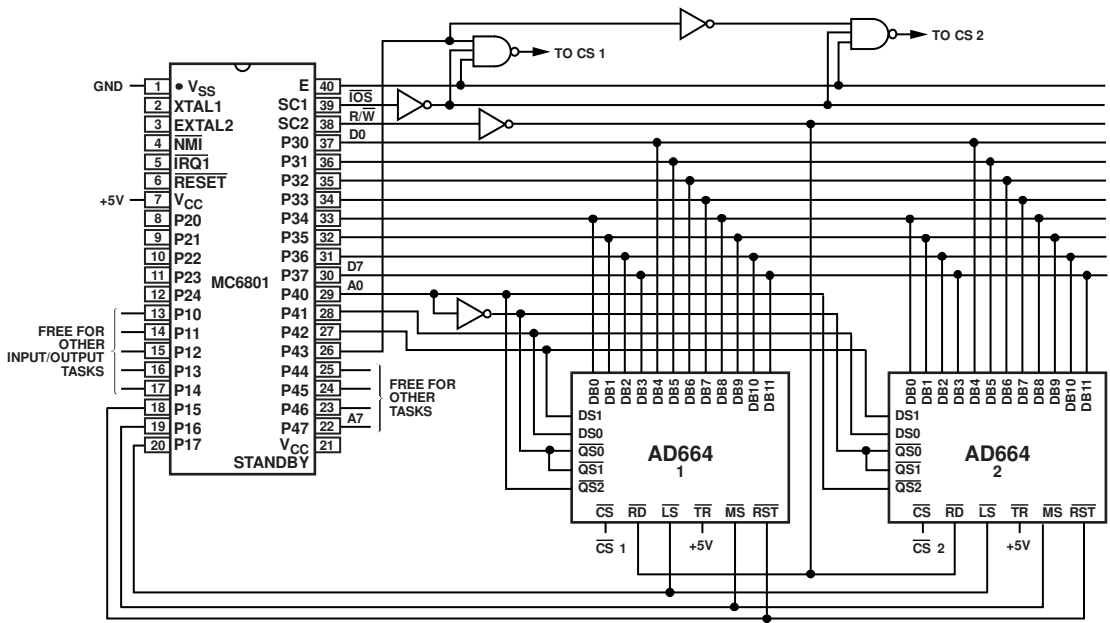 TO CS 1
TO CS 2
GND
1
• VSS
E
40
2
XTAL1
SC1
39
IOS
3
EXTAL2
SC2
38
R/W
4
NMI
P30
37
D0
5
IRQ1
P31
36
6
RESET
P32
35
+5V
7
VCC
P33
34
8
P20
P34
33
9
P21
P35
32
10
P22
P36
31
11
P23
MC6801
P37
30
D7
12
P24
P40
29
A0
13
P10
P41
28
14
P11
P42
27
15
P12
P43
26
16
P13
P44
25
17
P14
P45
24
18
P15
P46
23
19
P16
P47
22
A7
20
P17
VCC
21
STANDBY
FREE FOR
OTHER
INPUT/OUTPUT
TASKS
FREE FOR
OTHER
TASKS
DB0
DB1
DB2
DB3
DB4
DB5
DB6
DB7
DB8
DB9
DB10
DB11
DS1
DS0
QS0
QS1
QS2
AD664
1
CS
RD
LS
TR
MS
RST
CS 1
+5V
DB0
DB1
DB2
DB3
DB4
DB5
DB6
DB7
DB8
DB9
DB10
DB11
DS1
DS0
QS0
QS1
QS2
AD664
2
CS
RD
LS
TR
MS
RST
CS 2
+5V